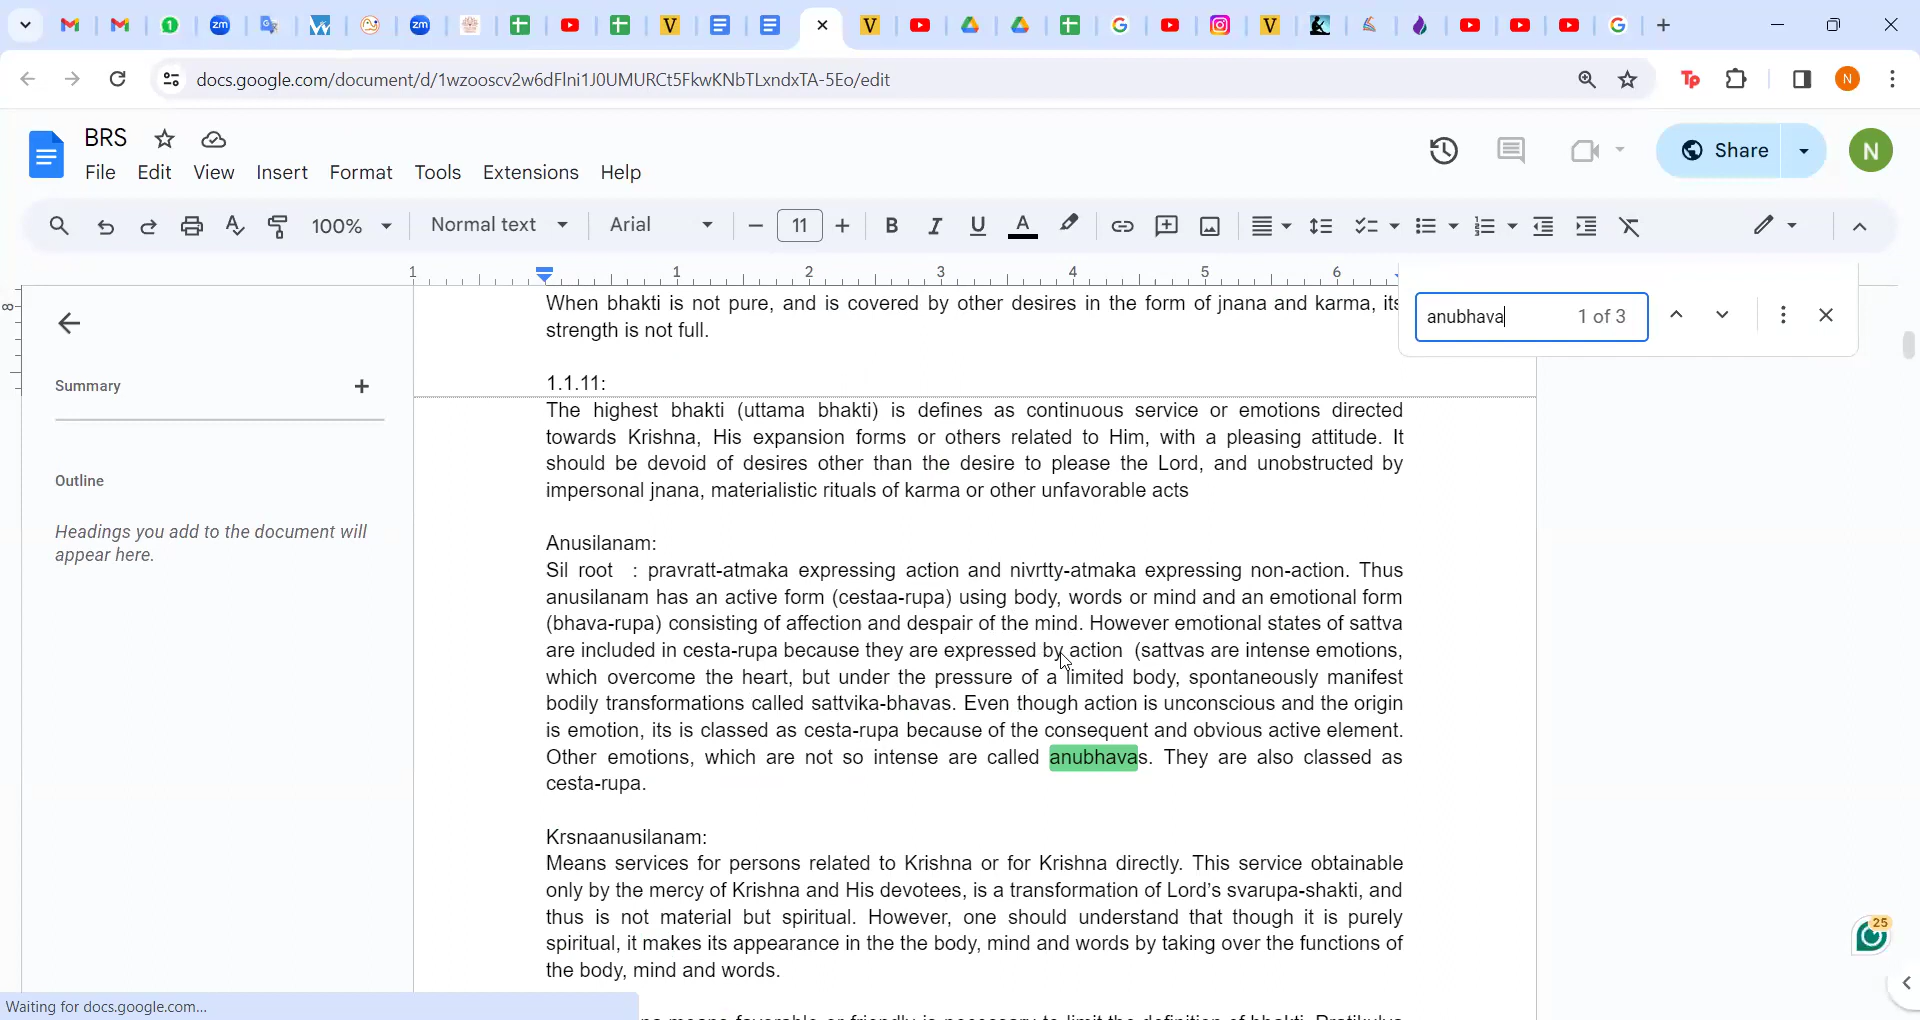 docs.google.com/document/d/1wzooscv2w6dFlni1J0UMURCt5FkwKNbTLxndxTA-5Eo/edit
BRS
File Edit View Insert Format Tools Extensions Help
Share
N
100% Normal text Arial 11
1 1 2 3 4 5 6
anubhava 1 of 3
Summary
Outline
Headings you add to the document will
appear here.
When bhakti is not pure, and is covered by other desires in the form of jnana and karma, its
strength is not full.
1.1.11:
The highest bhakti (uttama bhakti) is defines as continuous service or emotions directed
towards Krishna, His expansion forms or others related to Him, with a pleasing attitude. It
should be devoid of desires other than the desire to please the Lord, and unobstructed by
impersonal jnana, materialistic rituals of karma or other unfavorable acts
Anusilanam:
Sil root : pravratt-atmaka expressing action and nivrtty-atmaka expressing non-action. Thus
anusilanam has an active form (cestaa-rupa) using body, words or mind and an emotional form
(bhava-rupa) consisting of affection and despair of the mind. However emotional states of sattva
are included in cesta-rupa because they are expressed by action (sattvas are intense emotions,
which overcome the heart, but under the pressure of a limited body, spontaneously manifest
bodily transformations called sattvika-bhavas. Even though action is unconscious and the origin
is emotion, its is classed as cesta-rupa because of the consequent and obvious active element.
Other emotions, which are not so intense are called anubhavas. They are also classed as
cesta-rupa.
Krsnaanusilanam:
Means services for persons related to Krishna or for Krishna directly. This service obtainable
only by the mercy of Krishna and His devotees, is a transformation of Lord's svarupa-shakti, and
thus is not material but spiritual. However, one should understand that though it is purely
spiritual, it makes its appearance in the the body, mind and words by taking over the functions of
the body, mind and words.
25
Waiting for docs.google.com...